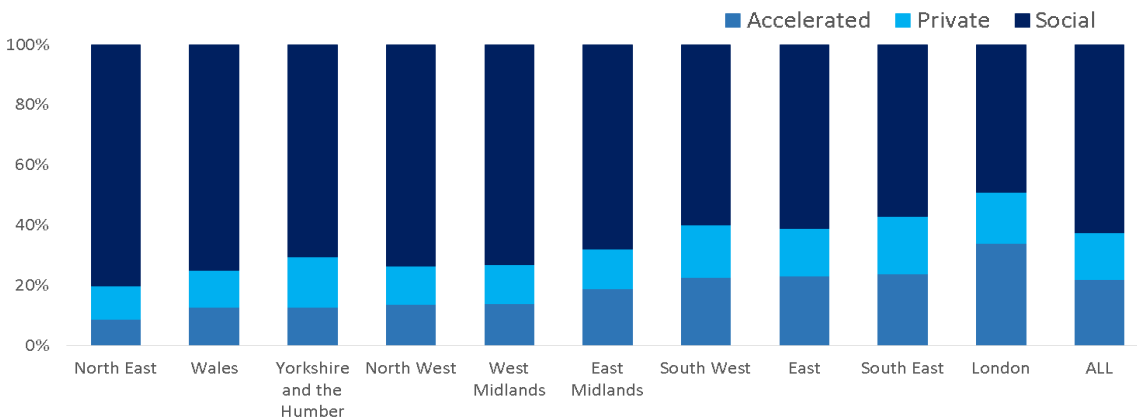 Accelerated Private Social
100%
80%
60%
40%
20%
0%
North East
Wales
Yorkshire
and the
Humber
North West
West
Midlands
East
Midlands
South West
East
South East
London
ALL